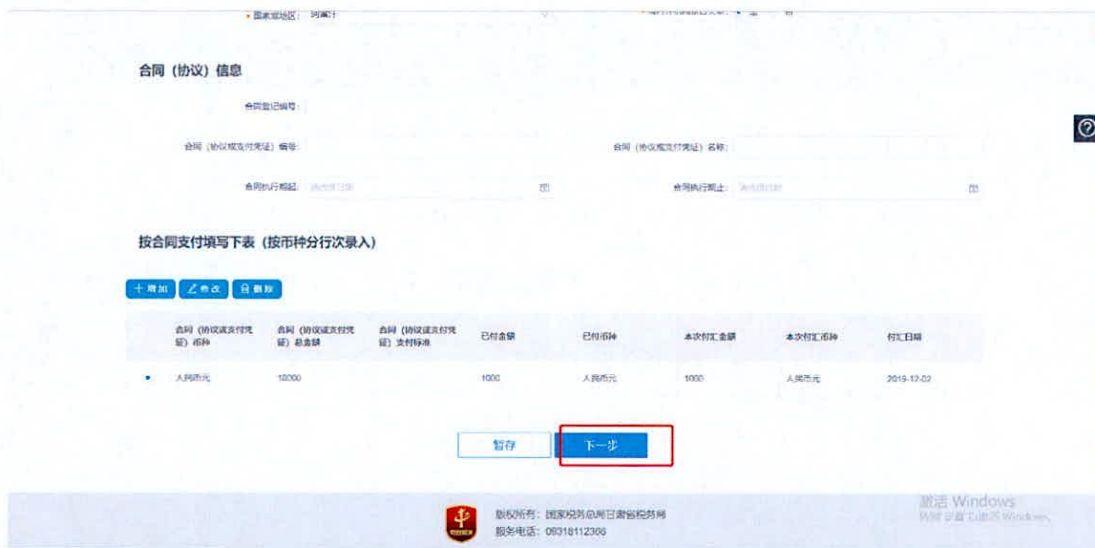 国家或地区：
合同（协议）信息
合同登记编号：
合同（协议或支付凭证）编号：
合同（协议或支付凭证）名称：
合同执行期起：
合同执行期止：
按合同支付填写下表（按币种分行次录入）
增加 修改 删除
合同（协议或支付凭证）币种 合同（协议或支付凭证）总金额 合同（协议或支付凭证）支付标准 已付金额 已付币种 本次付汇金额 本次付汇币种 付汇日期
人民币元 10000 1000 人民币元 1000 人民币元 2019-12-02
暂存 下一步
版权所有：国家税务总局甘肃省税务局
服务电话：09318112366
激活 Windows